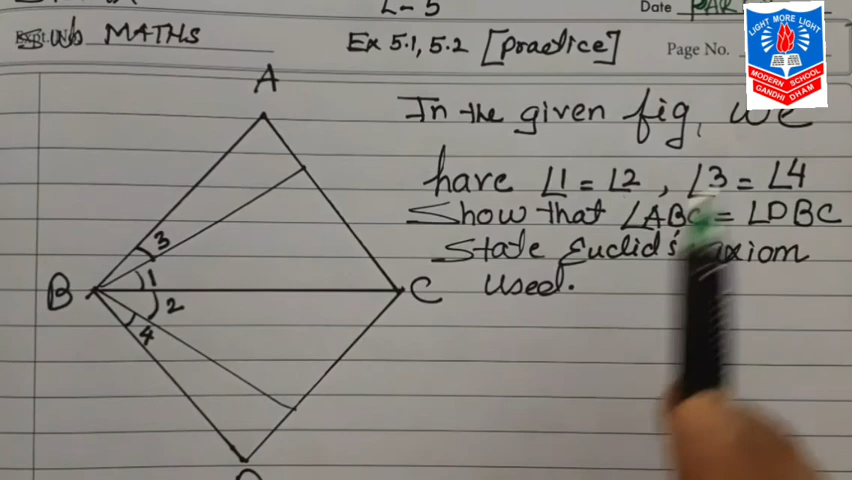 L-5
Date
MATHS
Ex 5.1, 5.2 [practice]
Page No.
LIGHT MORE LIGHT
MODERN SCHOOL
GANDHIDHAM
A
In the given fig, we
have ∠1 = ∠2, ∠3 = ∠4
Show that ∠ABC = ∠DBC
State Euclid's axiom
used.
3
1
B
C
2
4